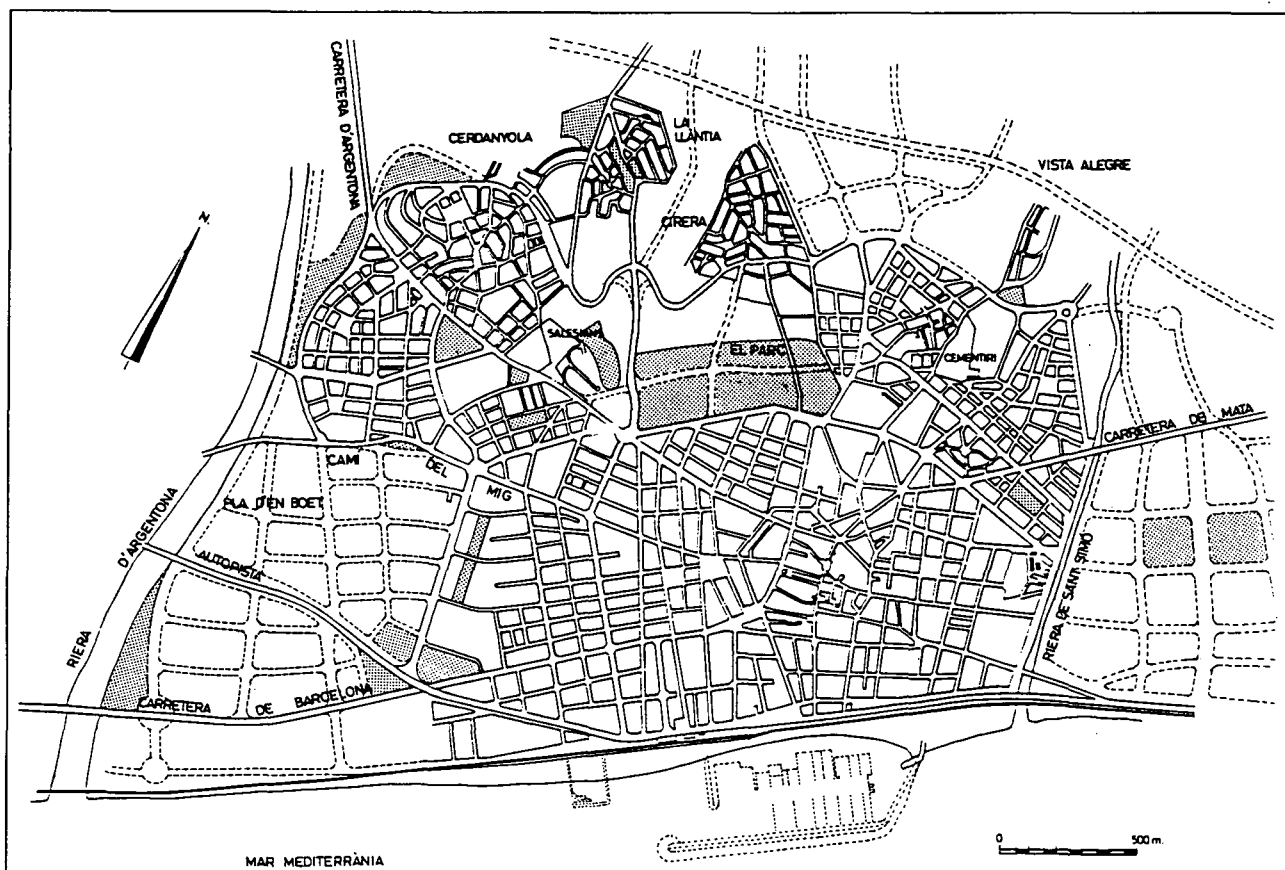 CARRETERA D'ARGENTONA
CERDANYOLA
LA
LLÀNTIA
VISTA ALEGRE
N.
CIRERA
SALESIANS
EL PARC
CEMENTIRI
CARRETERA DE MATA
CAMÍ DEL MIG
PLA D'EN BOET
RIERA D'ARGENTONA
AUTOPISTA
RIERA DE SANT SIMÓ
CARRETERA DE BARCELONA
0 500 m.
MAR MEDITERRÀNIA